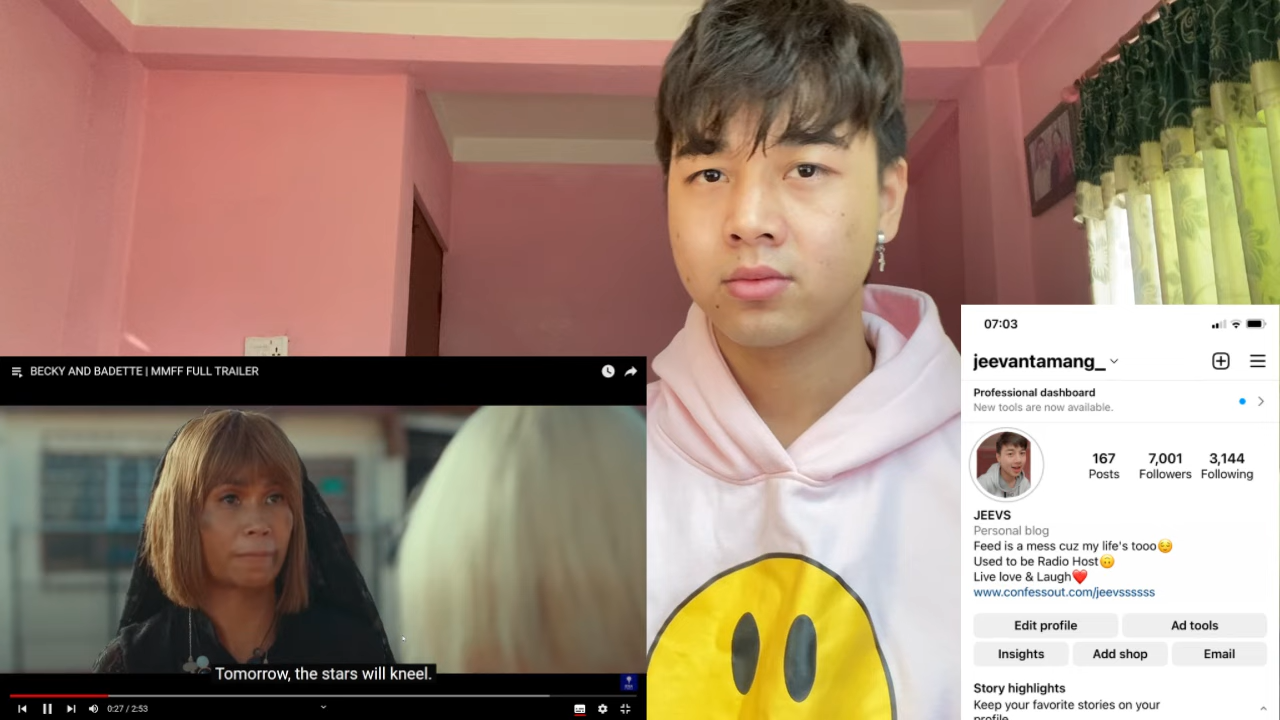 BECKY AND BADETTE | MMFF FULL TRAILER
Tomorrow, the stars will kneel.
0:27 / 2:53
07:03
jeevantamang_
Professional dashboard
New tools are now available.
167 7,001 3,144
Posts Followers Following
JEEVS
Personal blog
Feed is a mess cuz my life's tooo😌
Used to be Radio Host🙃
Live love & Laugh❤️
www.confessout.com/jeevssssss
Edit profile Ad tools
Insights Add shop Email
Story highlights
Keep your favorite stories on your
profile